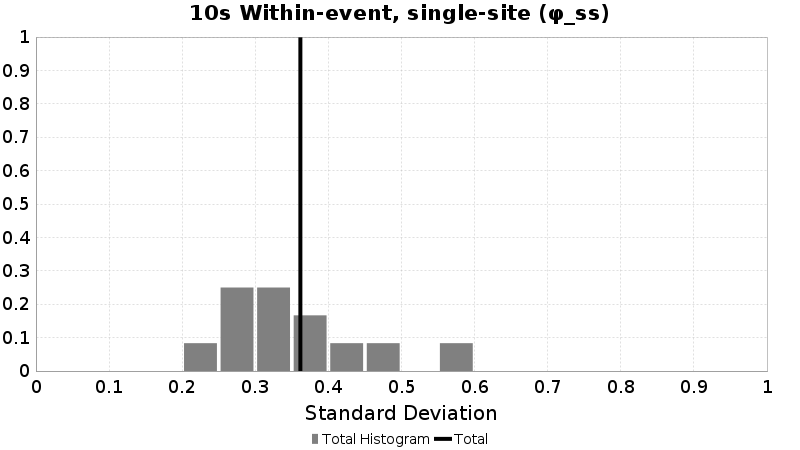 10s Within-event, single-site (φ_ss)
1
0.9
0.8
0.7
0.6
0.5
0.4
0.3
0.2
0.1
0
0 0.1 0.2 0.3 0.4 0.5 0.6 0.7 0.8 0.9 1
Standard Deviation
Total Histogram Total